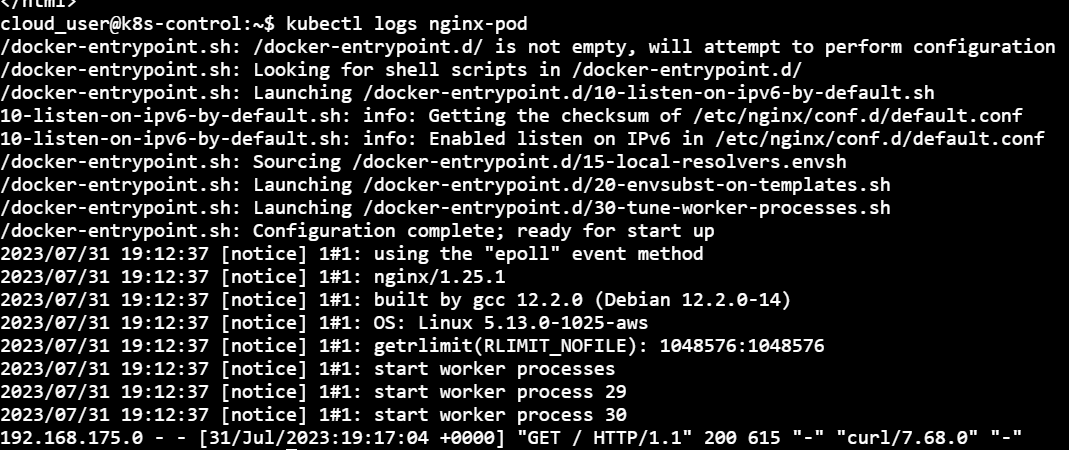 </html>
cloud_user@k8s-control:~$ kubectl logs nginx-pod
/docker-entrypoint.sh: /docker-entrypoint.d/ is not empty, will attempt to perform configuration
/docker-entrypoint.sh: Looking for shell scripts in /docker-entrypoint.d/
/docker-entrypoint.sh: Launching /docker-entrypoint.d/10-listen-on-ipv6-by-default.sh
10-listen-on-ipv6-by-default.sh: info: Getting the checksum of /etc/nginx/conf.d/default.conf
10-listen-on-ipv6-by-default.sh: info: Enabled listen on IPv6 in /etc/nginx/conf.d/default.conf
/docker-entrypoint.sh: Sourcing /docker-entrypoint.d/15-local-resolvers.envsh
/docker-entrypoint.sh: Launching /docker-entrypoint.d/20-envsubst-on-templates.sh
/docker-entrypoint.sh: Launching /docker-entrypoint.d/30-tune-worker-processes.sh
/docker-entrypoint.sh: Configuration complete; ready for start up
2023/07/31 19:12:37 [notice] 1#1: using the "epoll" event method
2023/07/31 19:12:37 [notice] 1#1: nginx/1.25.1
2023/07/31 19:12:37 [notice] 1#1: built by gcc 12.2.0 (Debian 12.2.0-14)
2023/07/31 19:12:37 [notice] 1#1: OS: Linux 5.13.0-1025-aws
2023/07/31 19:12:37 [notice] 1#1: getrlimit(RLIMIT_NOFILE): 1048576:1048576
2023/07/31 19:12:37 [notice] 1#1: start worker processes
2023/07/31 19:12:37 [notice] 1#1: start worker process 29
2023/07/31 19:12:37 [notice] 1#1: start worker process 30
192.168.175.0 - - [31/Jul/2023:19:17:04 +0000] "GET / HTTP/1.1" 200 615 "-" "curl/7.68.0" "-"